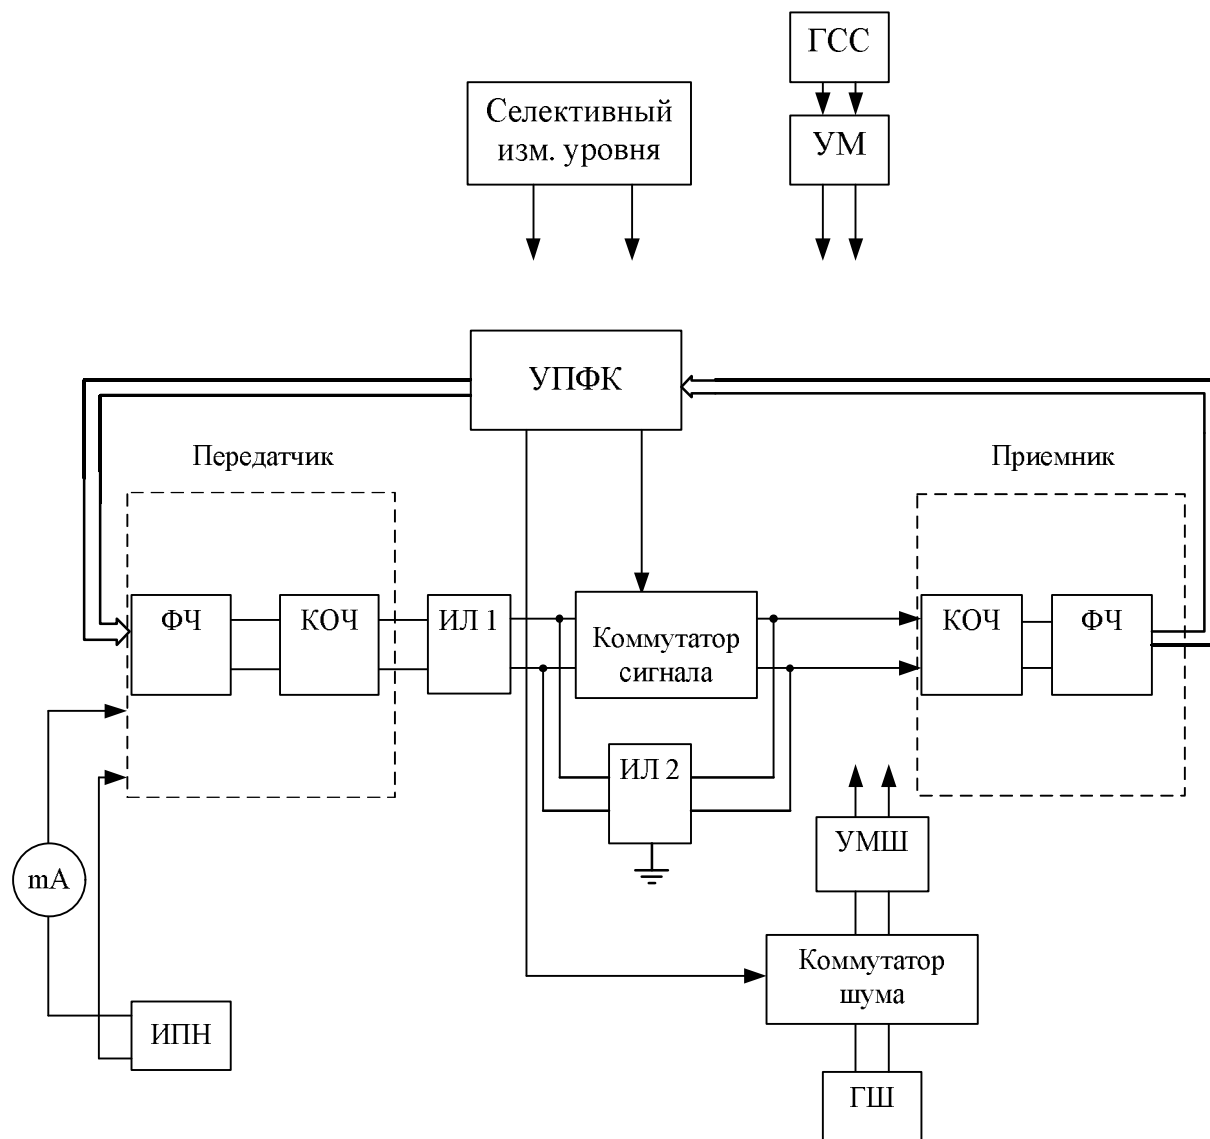 ГСС
Селективный
изм. уровня
УМ
УПФК
Передатчик
Приемник
ФЧ
КОЧ
ИЛ 1
Коммутатор
сигнала
КОЧ
ФЧ
ИЛ 2
УМШ
mA
Коммутатор
шума
ИПН
ГШ